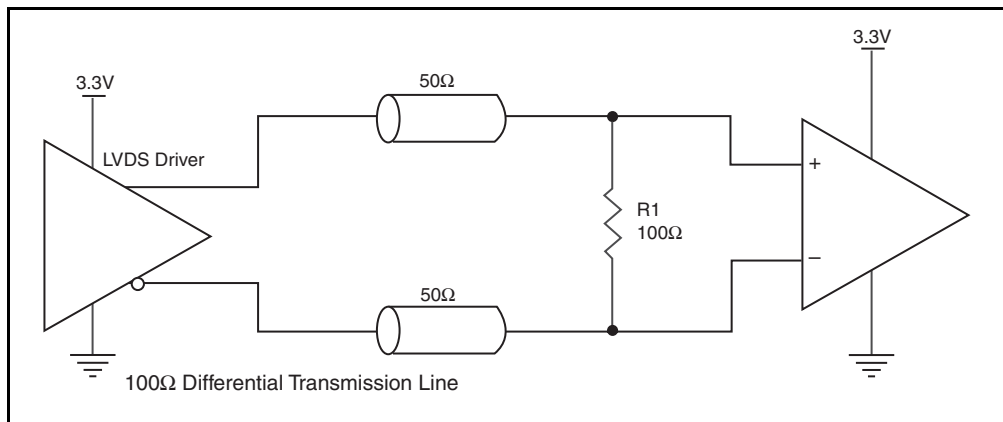 3.3V
LVDS Driver
50Ω
50Ω
R1
100Ω
3.3V
+
–
100Ω Differential Transmission Line